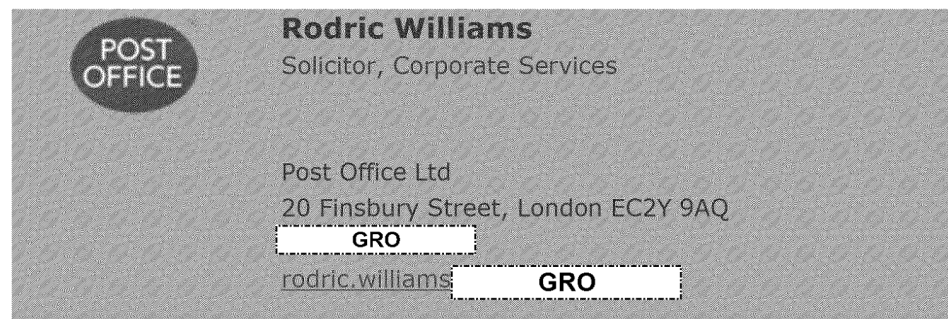 POST
OFFICE
Rodric Williams
Solicitor, Corporate Services
Post Office Ltd
20 Finsbury Street, London EC2Y 9AQ
GRO
rodric.williams GRO